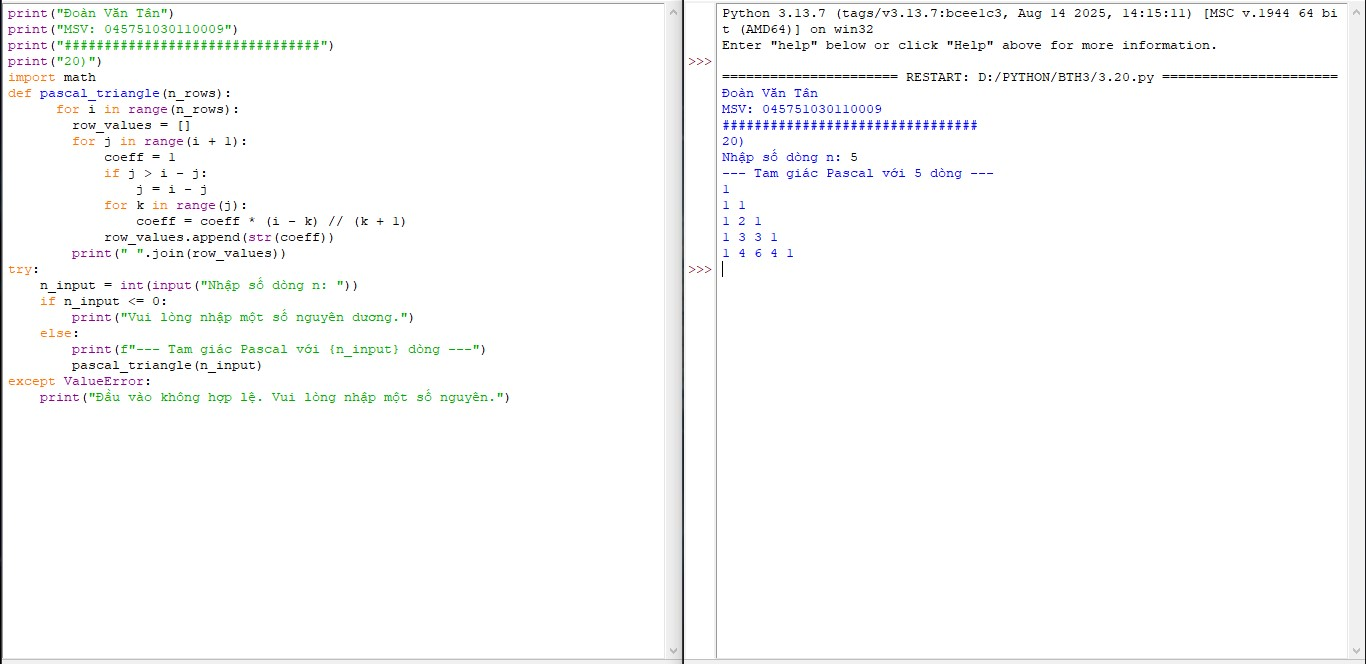 print("Đoàn Văn Tân")
print("MSV: 045751030110009")
print("################################")
print("20)")
import math
def pascal_triangle(n_rows):
      for i in range(n_rows):
        row_values = []
        for j in range(i + 1):
            coeff = 1
            if j > i - j:
                j = i - j
            for k in range(j):
                coeff = coeff * (i - k) // (k + 1)
            row_values.append(str(coeff))
        print(" ".join(row_values))
try:
    n_input = int(input("Nhập số dòng n: "))
    if n_input <= 0:
        print("Vui lòng nhập một số nguyên dương.")
    else:
        print(f"--- Tam giác Pascal với {n_input} dòng ---")
        pascal_triangle(n_input)
except ValueError:
    print("Đầu vào không hợp lệ. Vui lòng nhập một số nguyên.")
Python 3.13.7 (tags/v3.13.7:bcee1c3, Aug 14 2025, 14:15:11) [MSC v.1944 64 bi
t (AMD64)] on win32
Enter "help" below or click "Help" above for more information.
>>>
====================== RESTART: D:/PYTHON/BTH3/3.20.py ======================
Đoàn Văn Tân
MSV: 045751030110009
################################
20)
Nhập số dòng n: 5
--- Tam giác Pascal với 5 dòng ---
1
1 1
1 2 1
1 3 3 1
1 4 6 4 1
>>>